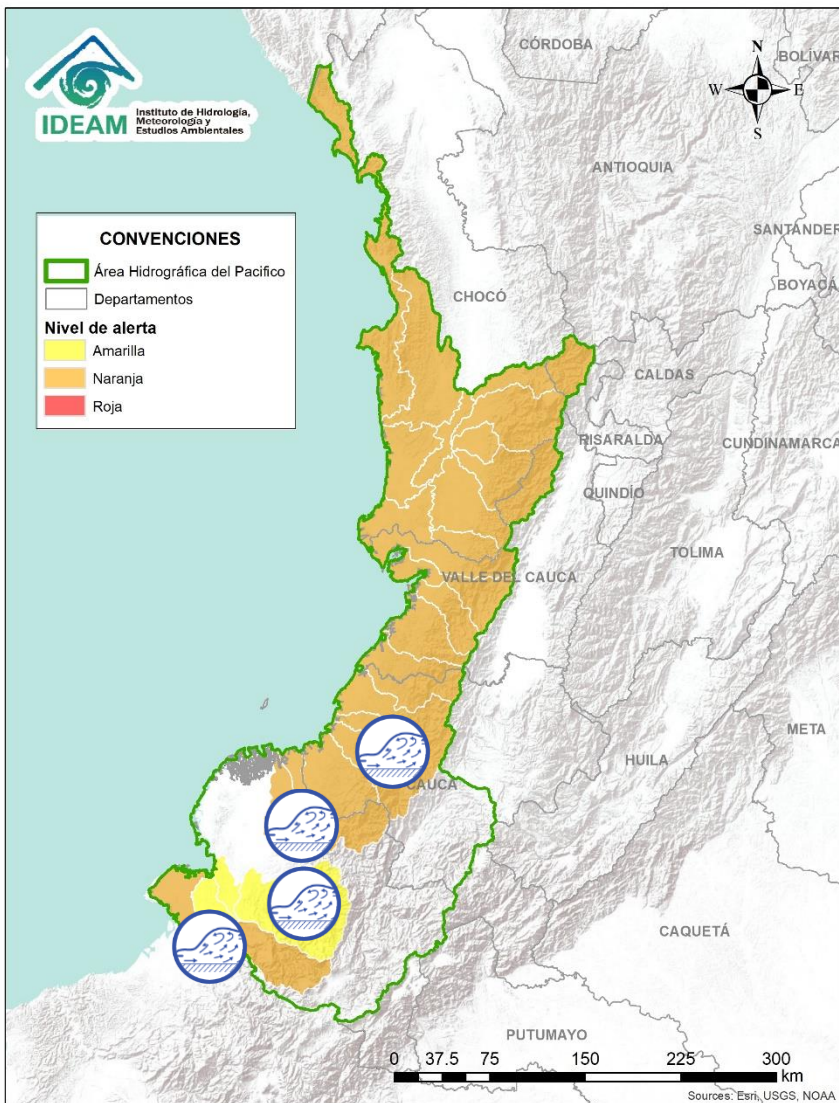 CÓRDOBA
BOLÍVAR
N
W
E
S
IDEAM
Instituto de Hidrología,
Meteorología y
Estudios Ambientales
ANTIOQUIA
SANTANDER
BOYACÁ
CONVENCIONES
Área Hidrográfica del Pacifico
Departamentos
Nivel de alerta
Amarilla
Naranja
Roja
CHOCÓ
CALDAS
RISARALDA
CUNDINAMARCA
QUINDÍO
TOLIMA
VALLE DEL CAUCA
META
HUILA
CAUCA
CAQUETÁ
PUTUMAYO
0 37.5 75 150 225 300
km
Sources: Esri, USGS, NOAA